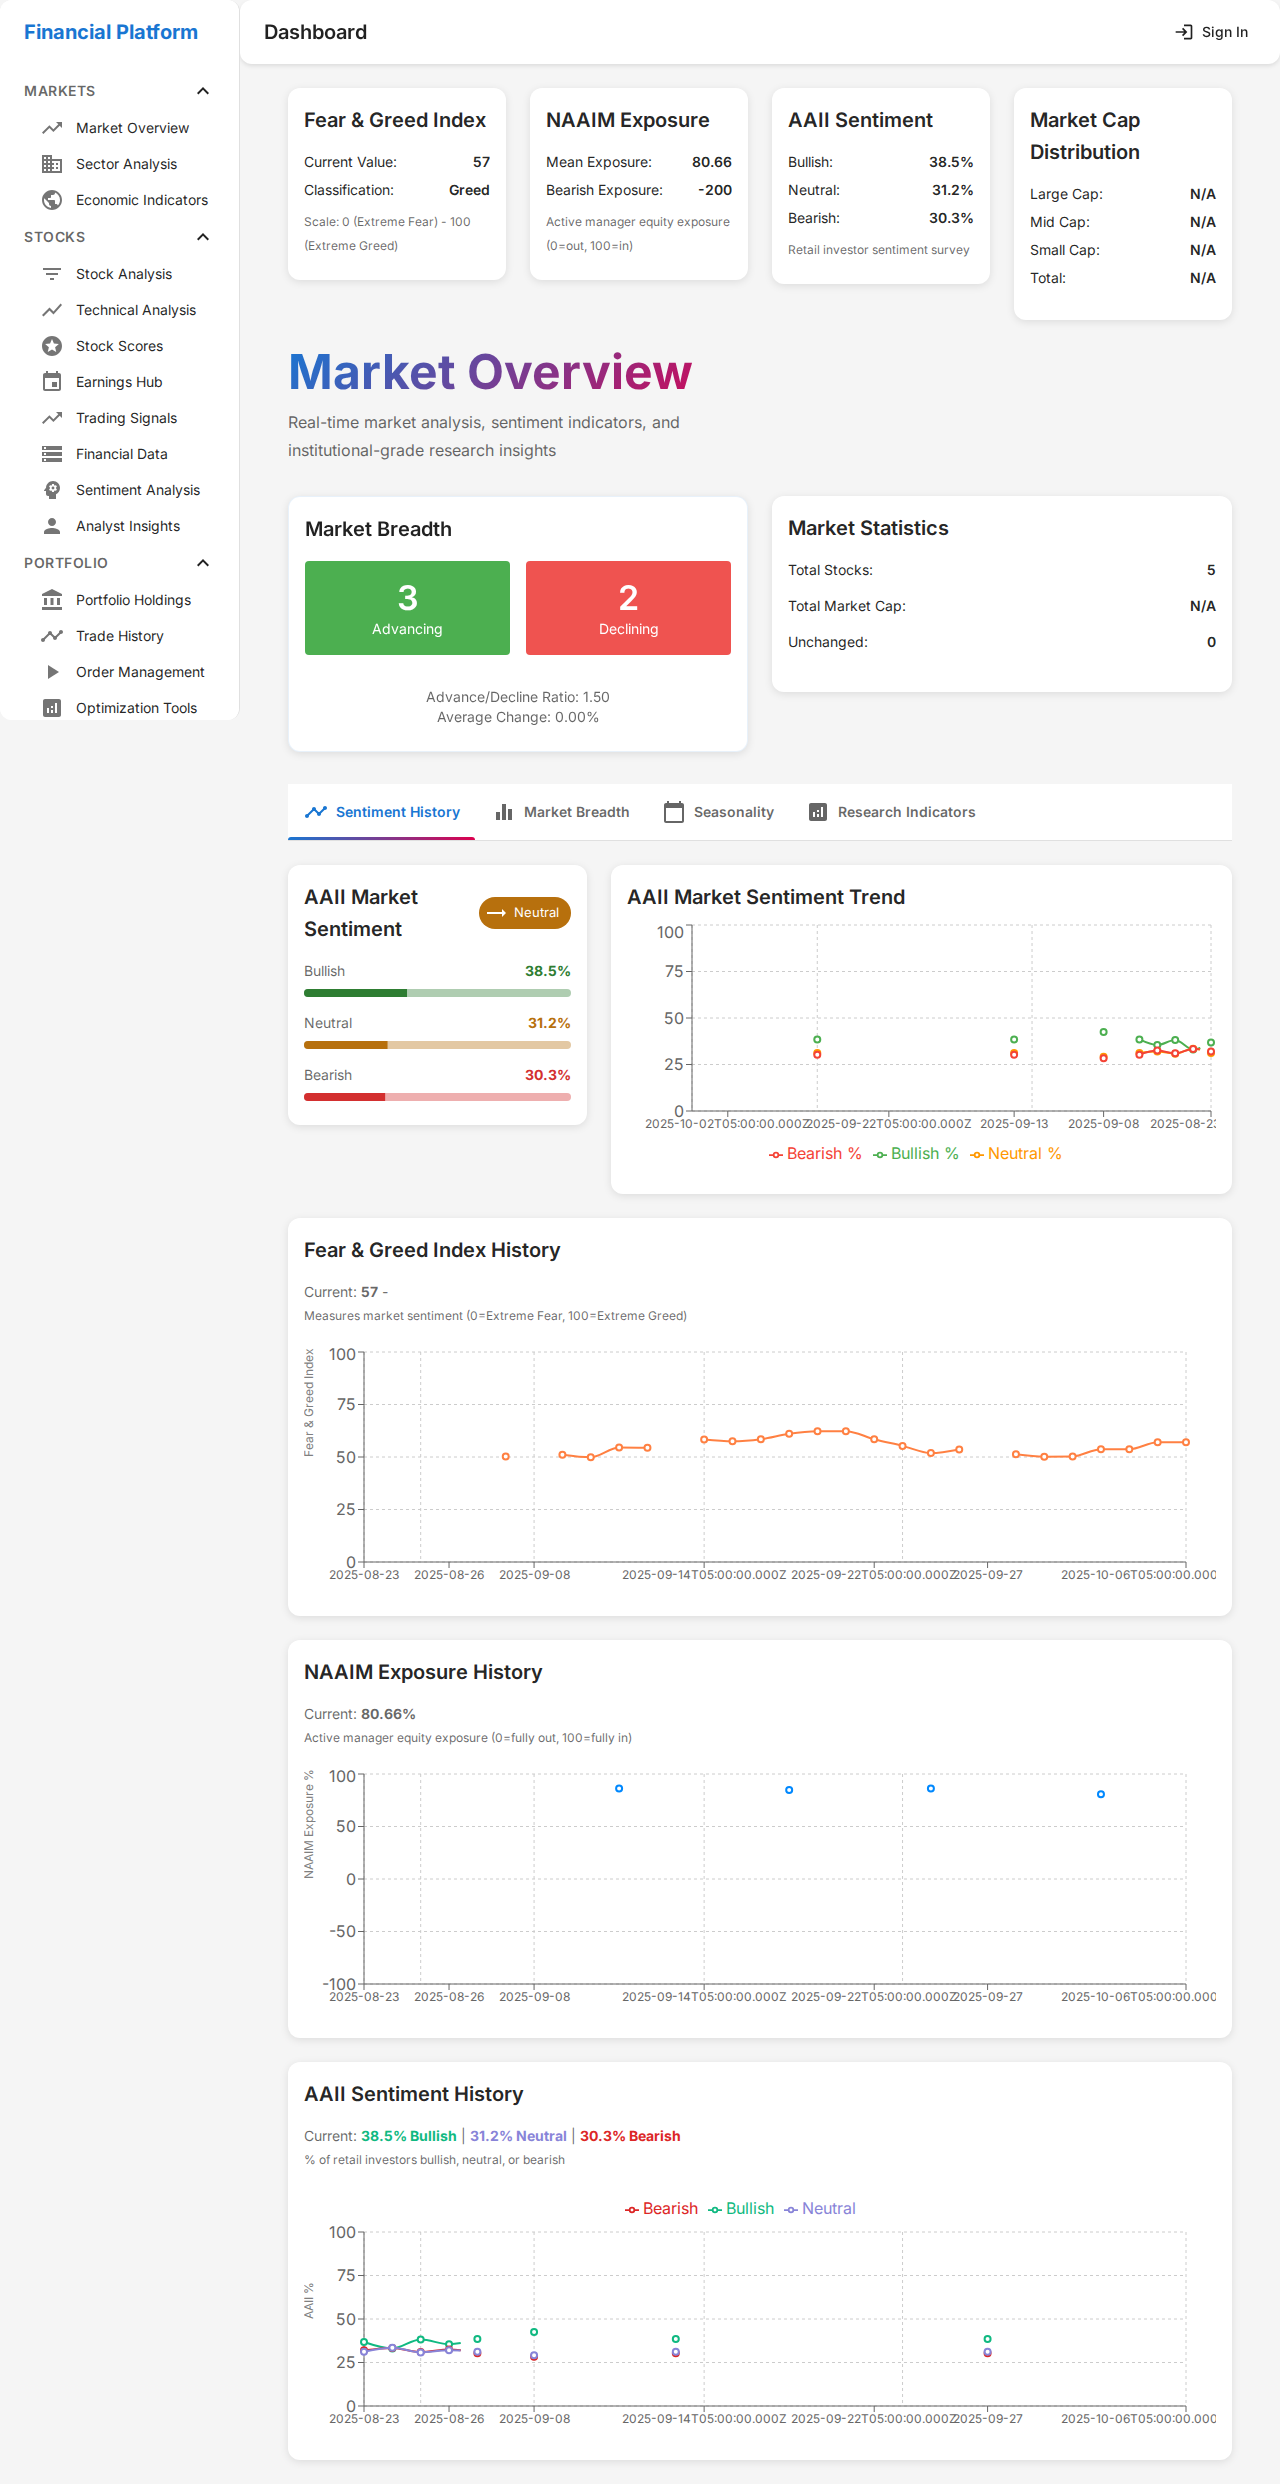 Financial Platform
MARKETS
Market Overview
Sector Analysis
Economic Indicators
STOCKS
Stock Analysis
Technical Analysis
Stock Scores
Earnings Hub
Trading Signals
Financial Data
Sentiment Analysis
Analyst Insights
PORTFOLIO
Portfolio Holdings
Trade History
Order Management
Optimization Tools
Dashboard
Sign In
Fear & Greed Index
Current Value: 57
Classification: Greed
Scale: 0 (Extreme Fear) - 100
(Extreme Greed)
NAAIM Exposure
Mean Exposure: 80.66
Bearish Exposure: -200
Active manager equity exposure
(0=out, 100=in)
AAII Sentiment
Bullish: 38.5%
Neutral: 31.2%
Bearish: 30.3%
Retail investor sentiment survey
Market Cap
Distribution
Large Cap: N/A
Mid Cap: N/A
Small Cap: N/A
Total: N/A
Market Overview
Real-time market analysis, sentiment indicators, and
institutional-grade research insights
Market Breadth
3
Advancing
2
Declining
Advance/Decline Ratio: 1.50
Average Change: 0.00%
Market Statistics
Total Stocks: 5
Total Market Cap: N/A
Unchanged: 0
Sentiment History
Market Breadth
Seasonality
Research Indicators
AAII Market
Sentiment
Neutral
Bullish 38.5%
Neutral 31.2%
Bearish 30.3%
AAII Market Sentiment Trend
100
75
50
25
0
2025-10-02T05:00:00.000Z 2025-09-22T05:00:00.000Z 2025-09-13 2025-09-08 2025-08-23
Bearish % Bullish % Neutral %
Fear & Greed Index History
Current: 57 -
Measures market sentiment (0=Extreme Fear, 100=Extreme Greed)
Fear & Greed Index
100
75
50
25
0
2025-08-23 2025-08-26 2025-09-08 2025-09-14T05:00:00.000Z 2025-09-22T05:00:00.000Z 2025-09-27 2025-10-06T05:00:00.000
NAAIM Exposure History
Current: 80.66%
Active manager equity exposure (0=fully out, 100=fully in)
NAAIM Exposure %
100
50
0
-50
-100
2025-08-23 2025-08-26 2025-09-08 2025-09-14T05:00:00.000Z 2025-09-22T05:00:00.000Z 2025-09-27 2025-10-06T05:00:00.000
AAII Sentiment History
Current: 38.5% Bullish | 31.2% Neutral | 30.3% Bearish
% of retail investors bullish, neutral, or bearish
Bearish Bullish Neutral
AAII %
100
75
50
25
0
2025-08-23 2025-08-26 2025-09-08 2025-09-14T05:00:00.000Z 2025-09-22T05:00:00.000Z 2025-09-27 2025-10-06T05:00:00.000